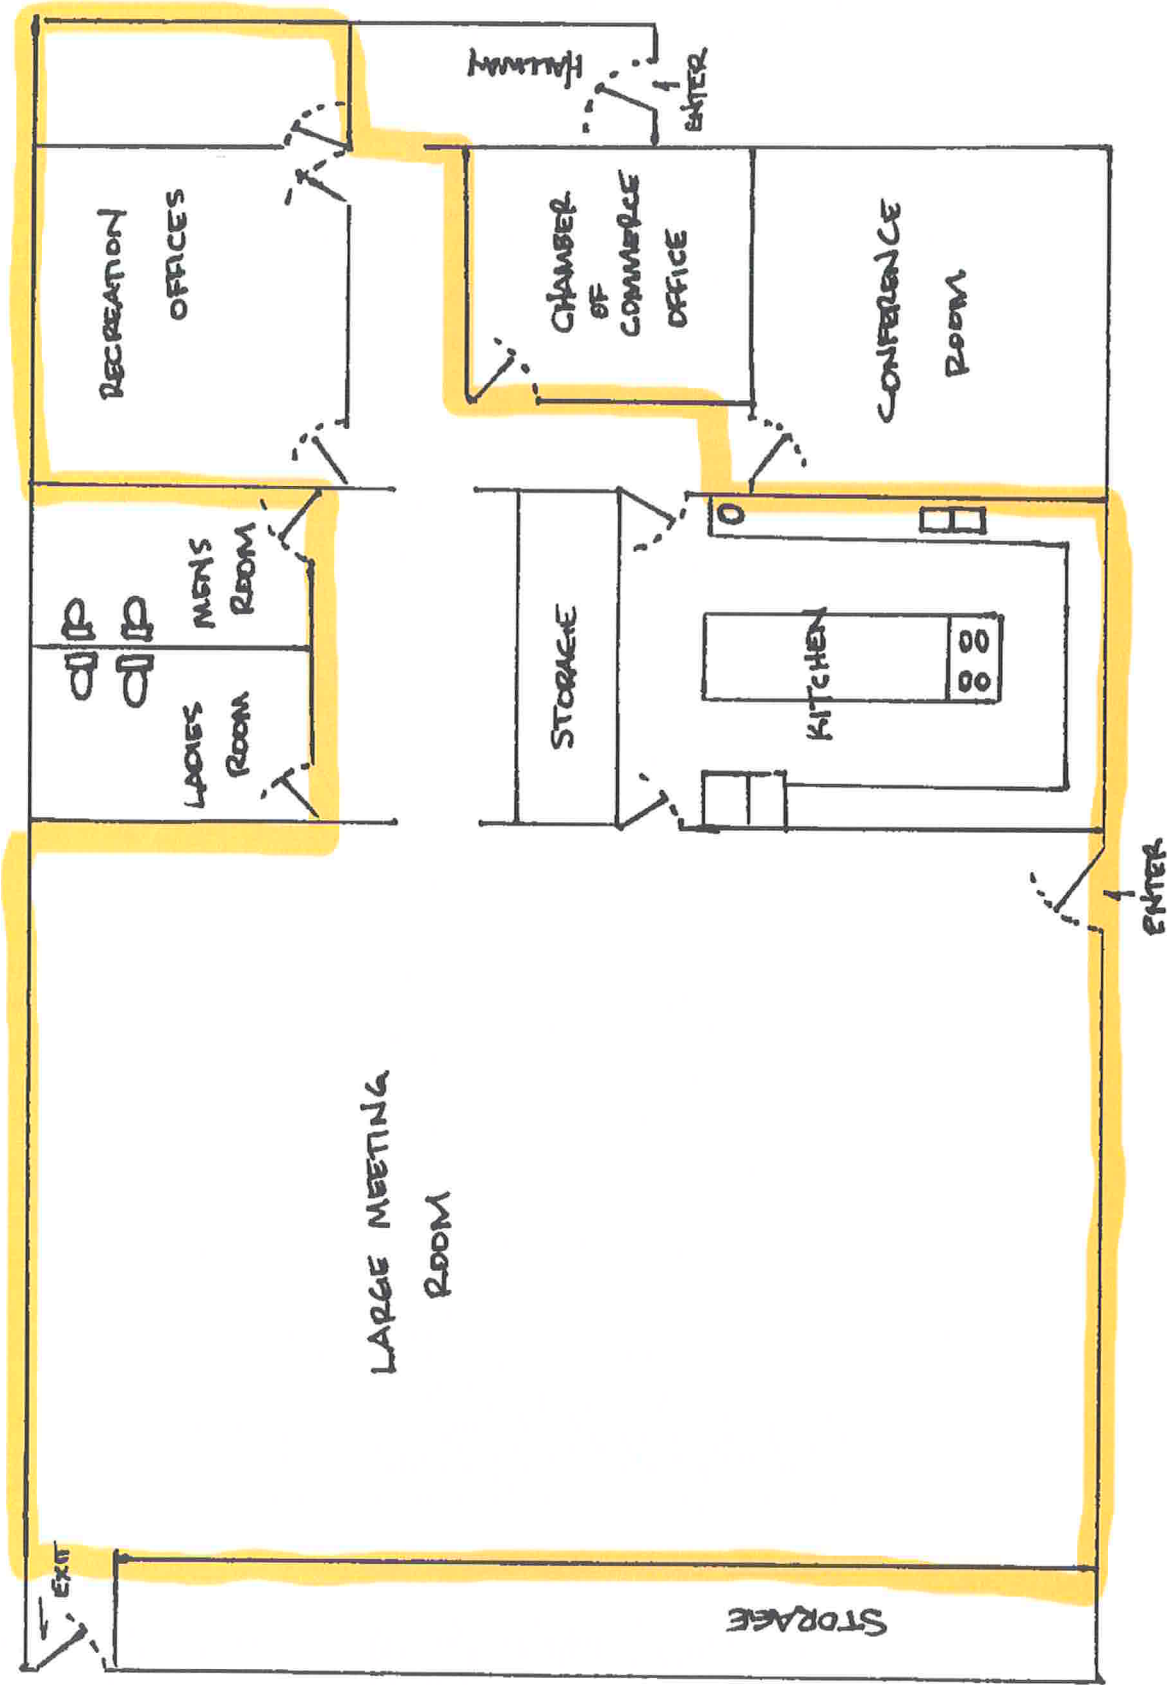 HALLWAY
ENTER
RECREATION
OFFICES
CHAMBER
OF
COMMERCE
OFFICE
CONFERENCE
ROOM
MENS
ROOM
LADIES
ROOM
STORAGE
KITCHEN
ENTER
LARGE MEETING
ROOM
EXIT
STORAGE